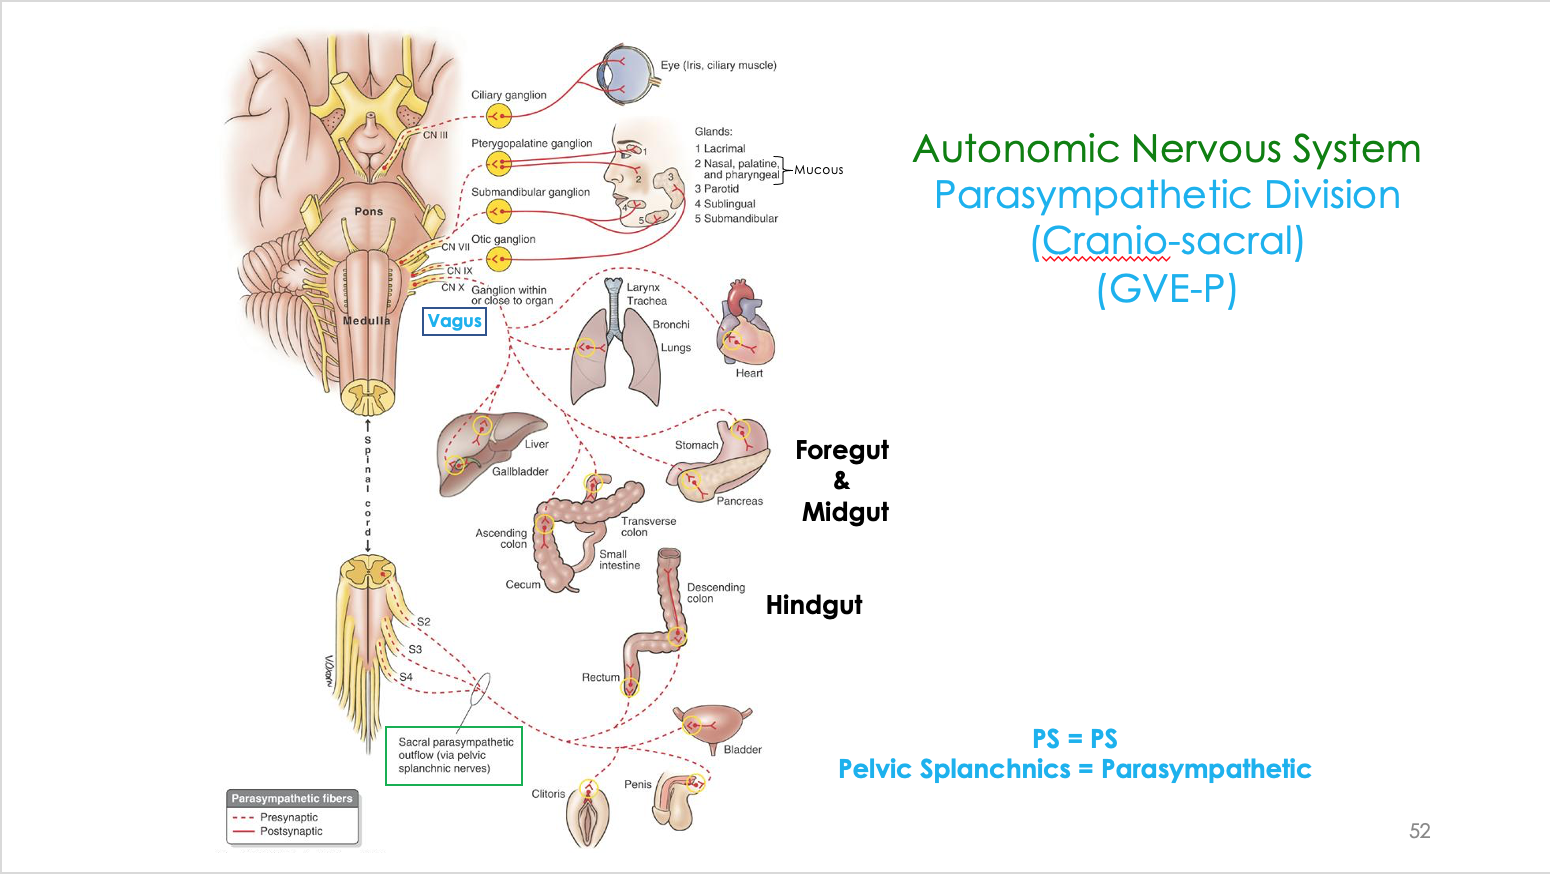 Autonomic Nervous System
Parasympathetic Division
(Cranio-sacral)
(GVE-P)
Eye (Iris, ciliary muscle)
Ciliary ganglion
CN III
Pterygopalatine ganglion
Glands:
1 Lacrimal
2 Nasal, palatine,
and pharyngeal
Mucous
3 Parotid
4 Sublingual
5 Submandibular
1
2
3
4
5
Submandibular ganglion
Pons
CN VII
Otic ganglion
CN IX
CN X
Ganglion within
or close to organ
Vagus
Medulla
Larynx
Trachea
Bronchi
Lungs
Heart
Spinal cord
Liver
Gallbladder
Stomach
Pancreas
Foregut
&
Midgut
Ascending
colon
Transverse
colon
Small
intestine
Cecum
Descending
colon
Hindgut
S2
S3
S4
Rectum
Sacral parasympathetic
outflow (via pelvic
splanchnic nerves)
Bladder
Clitoris
Penis
PS = PS
Pelvic Splanchnics = Parasympathetic
Parasympathetic fibers
Presynaptic
Postsynaptic
52